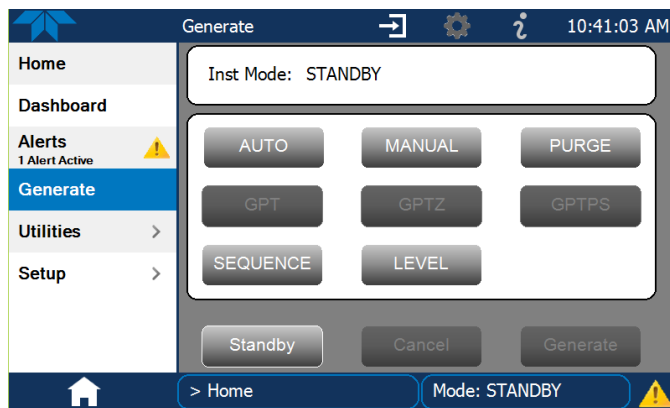 Generate
10:41:03 AM
Home
Inst Mode: STANDBY
Dashboard
Alerts
1 Alert Active
AUTO MANUAL PURGE
Generate
GPT GPTZ GPTPS
Utilities >
SEQUENCE LEVEL
Setup >
Standby Cancel Generate
> Home
Mode: STANDBY